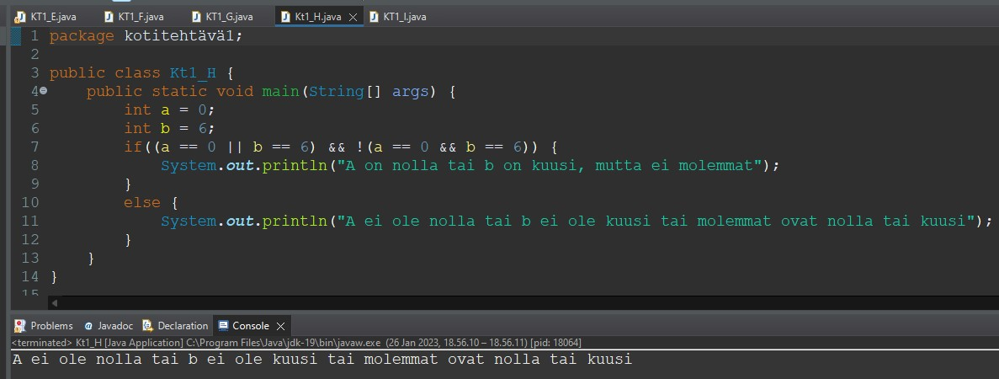 KT1_E.java KT1_F.java KT1_G.java Kt1_H.java KT1_I.java
1 package kotitehtävä1;
2
3 public class Kt1_H {
4 public static void main(String[] args) {
5 int a = 0;
6 int b = 6;
7 if((a == 0 || b == 6) && !(a == 0 && b == 6)) {
8 System.out.println("A on nolla tai b on kuusi, mutta ei molemmat");
9 }
10 else {
11 System.out.println("A ei ole nolla tai b ei ole kuusi tai molemmat ovat nolla tai kuusi");
12 }
13 }
14 }
15
Problems @ Javadoc Declaration Console
<terminated> Kt1_H [Java Application] C:\Program Files\Java\jdk-19\bin\javaw.exe (26 Jan 2023, 18.56.10 – 18.56.11) [pid: 18064]
A ei ole nolla tai b ei ole kuusi tai molemmat ovat nolla tai kuusi